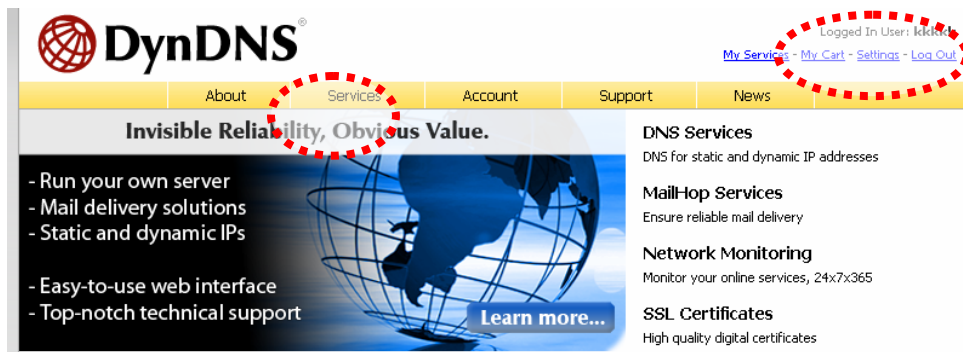 DynDNS®
Logged In User: kkkkk
My Services - My Cart - Settings - Log Out
About Services Account Support News
Invisible Reliability, Obvious Value.
- Run your own server
- Mail delivery solutions
- Static and dynamic IPs
- Easy-to-use web interface
- Top-notch technical support
Learn more...
DNS Services
DNS for static and dynamic IP addresses
MailHop Services
Ensure reliable mail delivery
Network Monitoring
Monitor your online services, 24x7x365
SSL Certificates
High quality digital certificates